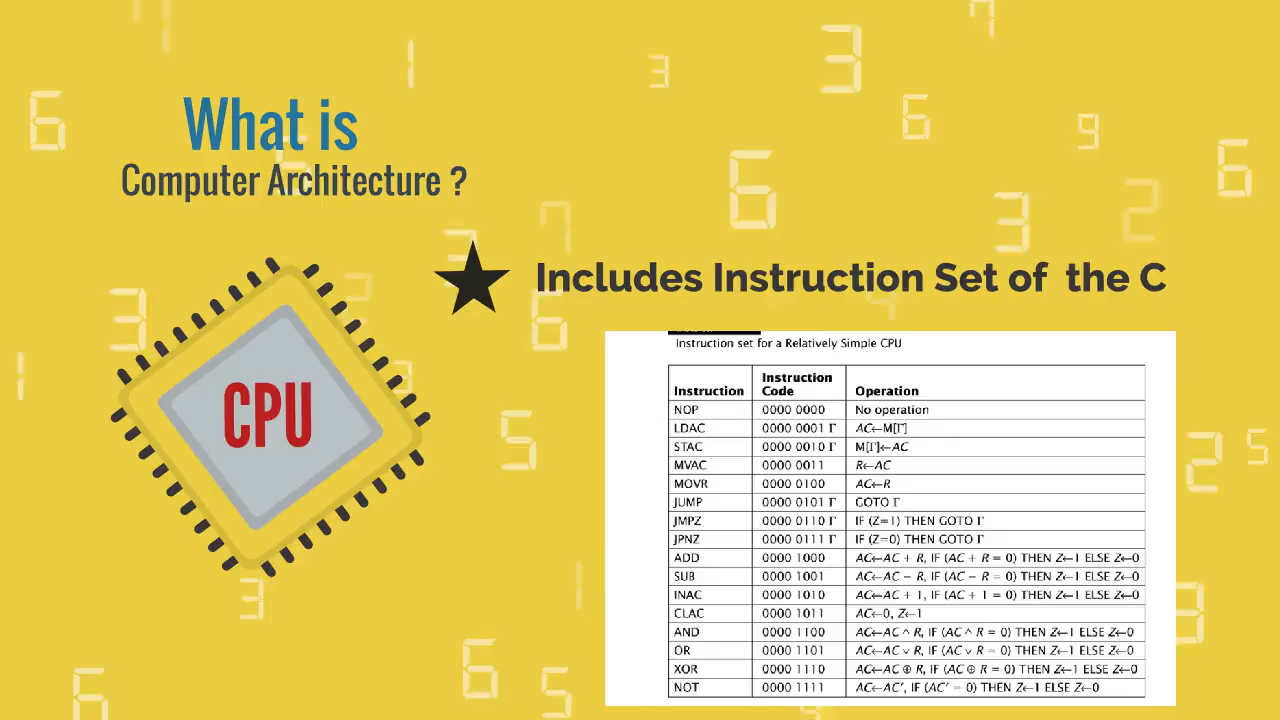 What is
Computer Architecture ?
Includes Instruction Set of the C
CPU
Instruction set for a Relatively Simple CPU
Instruction Instruction Code Operation
NOP 0000 0000 No operation
LDAC 0000 0001 Γ AC←M[Γ]
STAC 0000 0010 Γ M[Γ]←AC
MVAC 0000 0011 R←AC
MOVR 0000 0100 AC←R
JUMP 0000 0101 Γ GOTO Γ
JMPZ 0000 0110 Γ IF (Z=1) THEN GOTO Γ
JPNZ 0000 0111 Γ IF (Z=0) THEN GOTO Γ
ADD 0000 1000 AC←AC + R, IF (AC + R = 0) THEN Z←1 ELSE Z←0
SUB 0000 1001 AC←AC − R, IF (AC − R = 0) THEN Z←1 ELSE Z←0
INAC 0000 1010 AC←AC + 1, IF (AC + 1 = 0) THEN Z←1 ELSE Z←0
CLAC 0000 1011 AC←0, Z←1
AND 0000 1100 AC←AC ∧ R, IF (AC ∧ R = 0) THEN Z←1 ELSE Z←0
OR 0000 1101 AC←AC ∨ R, IF (AC ∨ R = 0) THEN Z←1 ELSE Z←0
XOR 0000 1110 AC←AC ⊕ R, IF (AC ⊕ R = 0) THEN Z←1 ELSE Z←0
NOT 0000 1111 AC←AC′, IF (AC′ = 0) THEN Z←1 ELSE Z←0